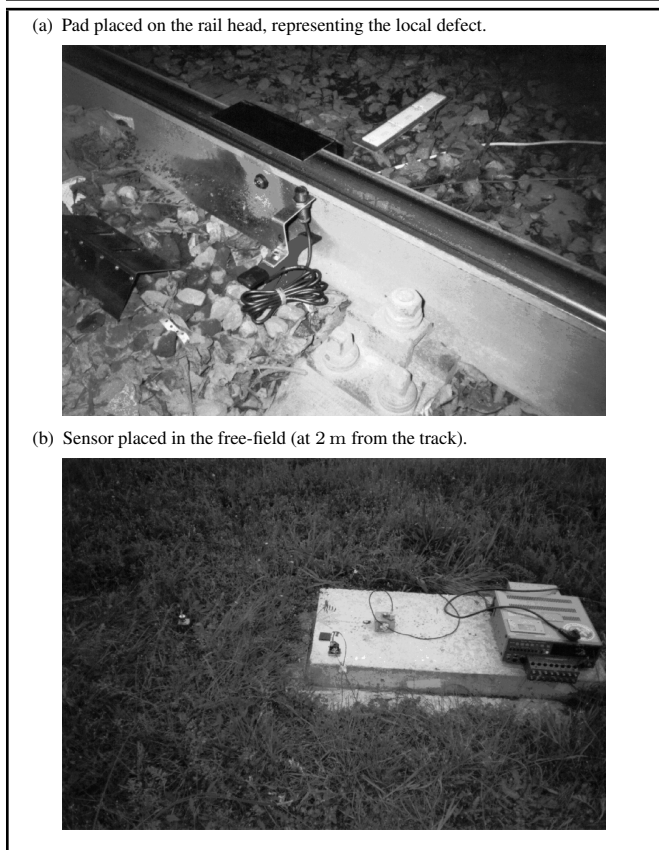 (a) Pad placed on the rail head, representing the local defect.
(b) Sensor placed in the free-field (at 2 m from the track).